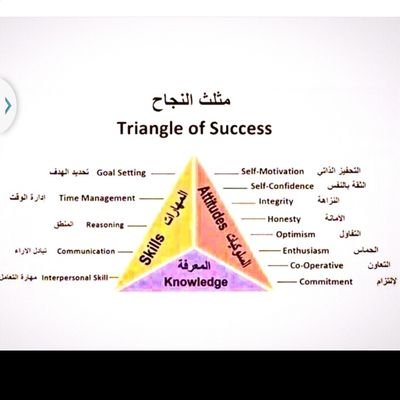 مثلث النجاح
Triangle of Success
تحديد الهدف Goal Setting
ادارة الوقت Time Management
المنطق Reasoning
تبادل الاراء Communication
مهارة التعامل Interpersonal Skill
المهارات
Skills
Attitudes
السلوكيات
المعرفة
Knowledge
Self-Motivation التحفيز الذاتي
Self-Confidence الثقة بالنفس
Integrity النزاهة
Honesty الامانة
Optimism التفاؤل
Enthusiasm الحماس
Co-Operative التعاون
Commitment لإلتزام